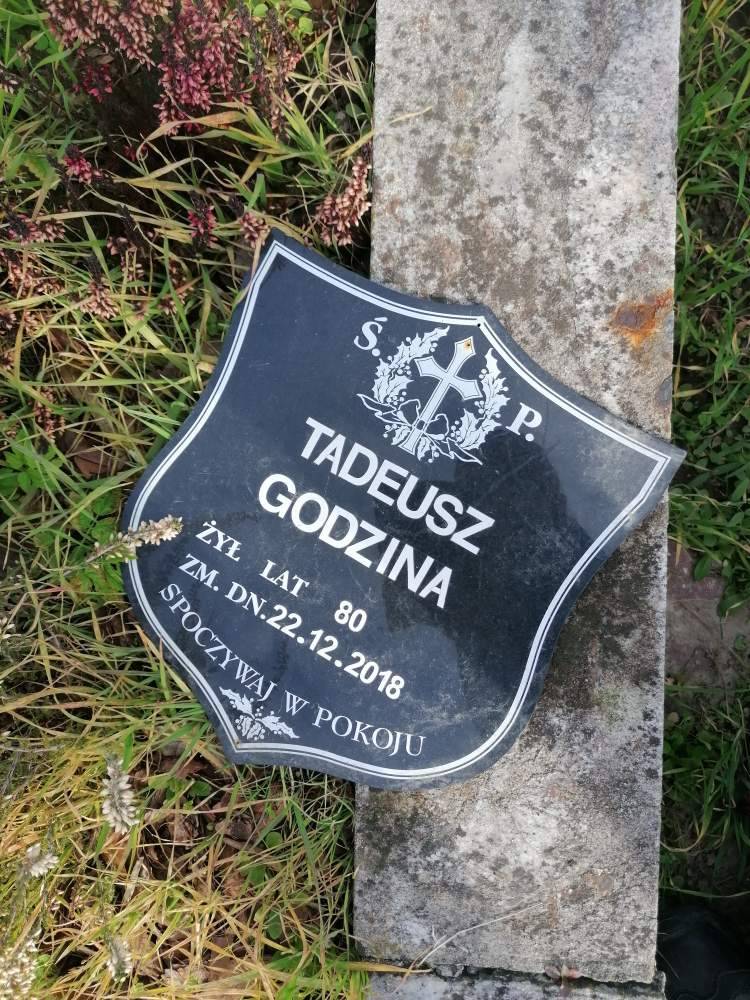 Ś. P.
TADEUSZ
GODZINA
ŻYŁ LAT 80
ZM. DN. 22.12.2018
SPOCZYWAJ W POKOJU